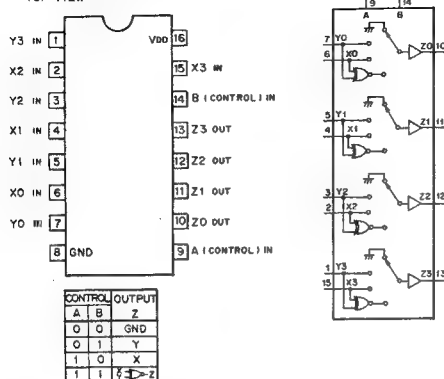 Y3 IN 1
X2 IN 2
Y2 IN 3
X1 IN 4
Y1 IN 5
X0 IN 6
Y0 IN 7
8 GND
VDD 16
15 X3 IN
14 B (CONTROL) IN
13 Z3 OUT
12 Z2 OUT
11 Z1 OUT
10 Z0 OUT
9 A (CONTROL) IN
CONTROL OUTPUT
A B Z
0 0 GND
0 1 Y
1 0 X
1 1 Z
9 14
A B
7 Y0
6 X0
Z0 10
5 Y1
4 X1
Z1 11
3 Y2
2 X2
Z2 12
1 Y3
15 X3
Z3 13